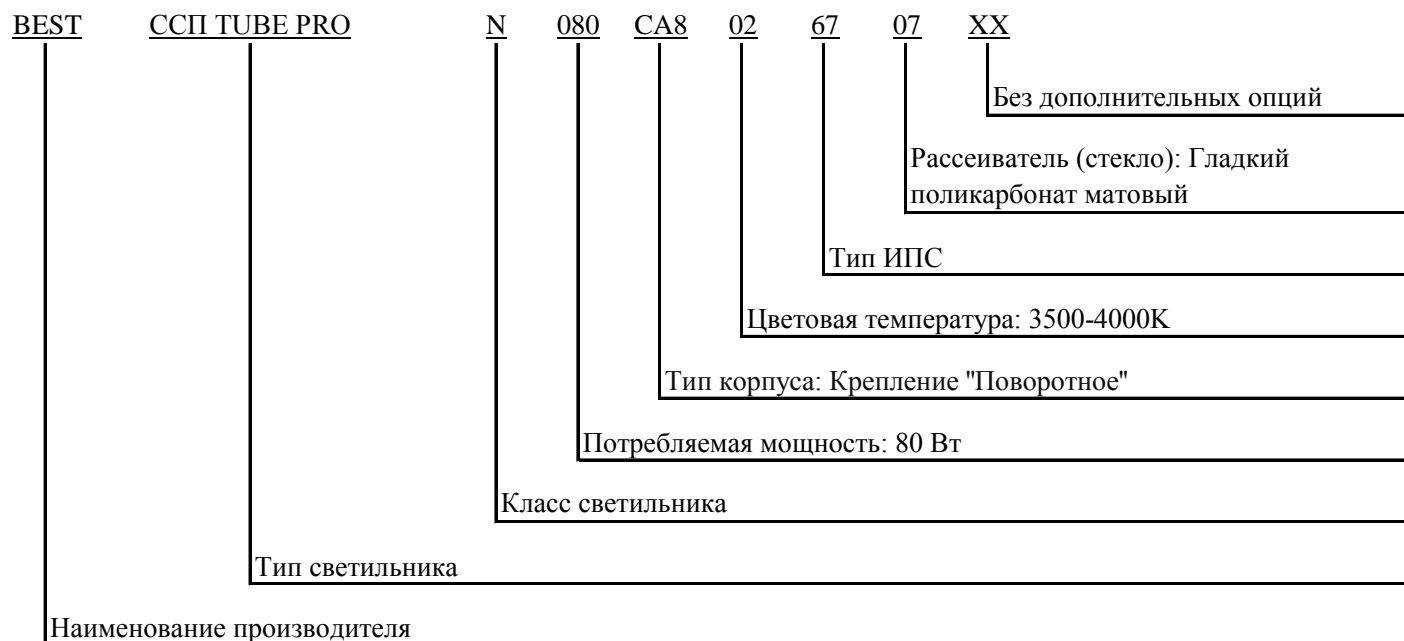 BEST ССП TUBE PRO N 080 CA8 02 67 07 XX
Без дополнительных опций
Рассеиватель (стекло): Гладкий
поликарбонат матовый
Тип ИПС
Цветовая температура: 3500-4000К
Тип корпуса: Крепление "Поворотное"
Потребляемая мощность: 80 Вт
Класс светильника
Тип светильника
Наименование производителя